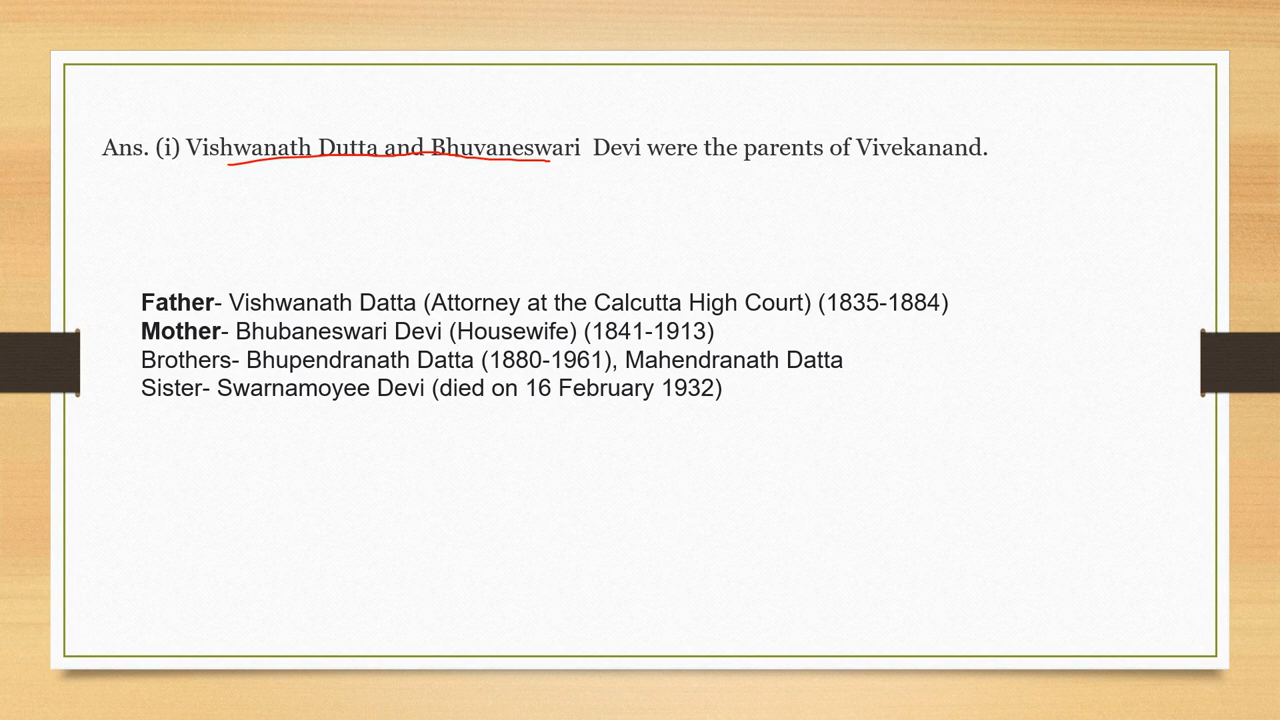 Ans. (i) Vishwanath Dutta and Bhuvaneswari  Devi were the parents of Vivekanand.
Father- Vishwanath Datta (Attorney at the Calcutta High Court) (1835-1884)
Mother- Bhubaneswari Devi (Housewife) (1841-1913)
Brothers- Bhupendranath Datta (1880-1961), Mahendranath Datta
Sister- Swarnamoyee Devi (died on 16 February 1932)